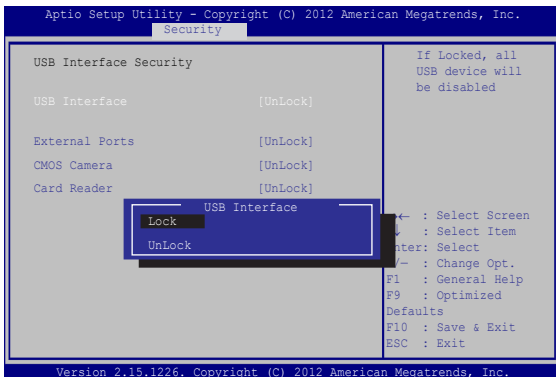 Aptio Setup Utility - Copyright (C) 2012 American Megatrends, Inc.
Security
USB Interface Security
USB Interface [UnLock]
External Ports [UnLock]
CMOS Camera [UnLock]
Card Reader [UnLock]
USB Interface
Lock
UnLock
If Locked, all
USB device will
be disabled
→← : Select Screen
↓ : Select Item
nter: Select
/— : Change Opt.
F1 : General Help
F9 : Optimized
Defaults
F10 : Save & Exit
ESC : Exit
Version 2.15.1226. Copyright (C) 2012 American Megatrends, Inc.